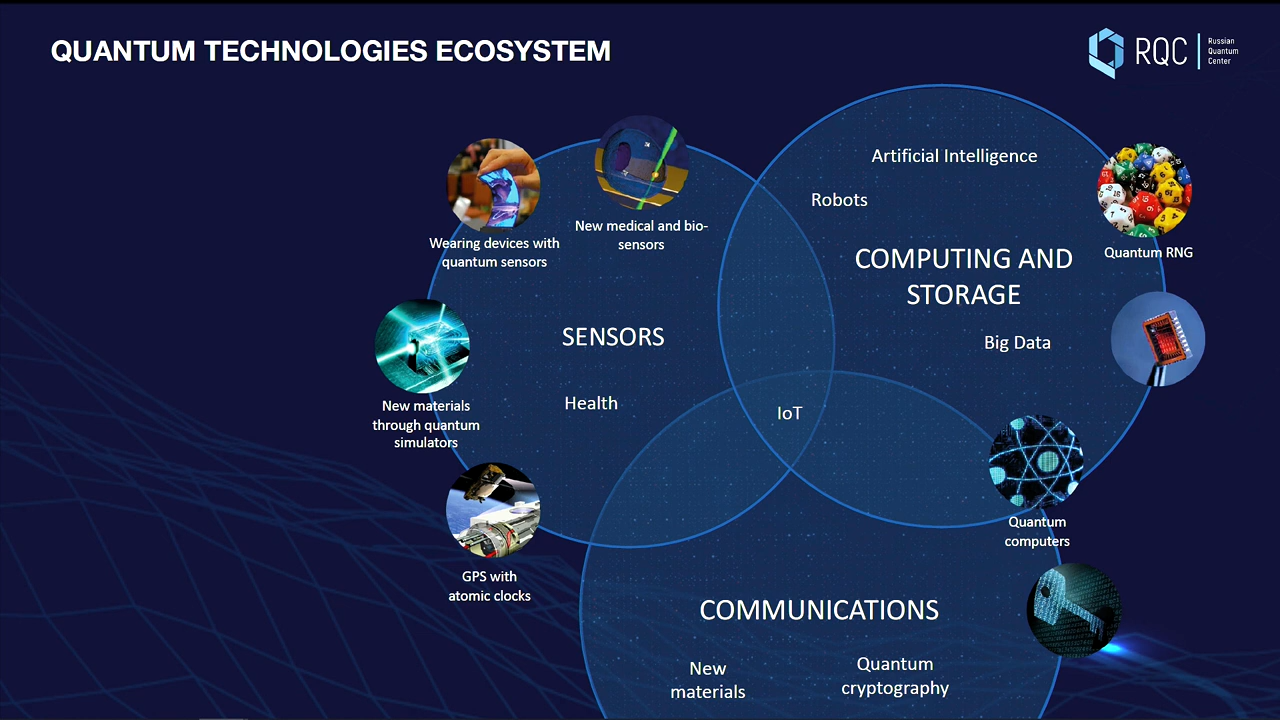 QUANTUM TECHNOLOGIES ECOSYSTEM
RQC
Russian
Quantum
Center
Artificial Intelligence
Robots
COMPUTING AND
STORAGE
Big Data
Quantum RNG
New medical and bio-
sensors
Wearing devices with
quantum sensors
SENSORS
Health
New materials
through quantum
simulators
IoT
GPS with
atomic clocks
Quantum
computers
COMMUNICATIONS
New
materials
Quantum
cryptography